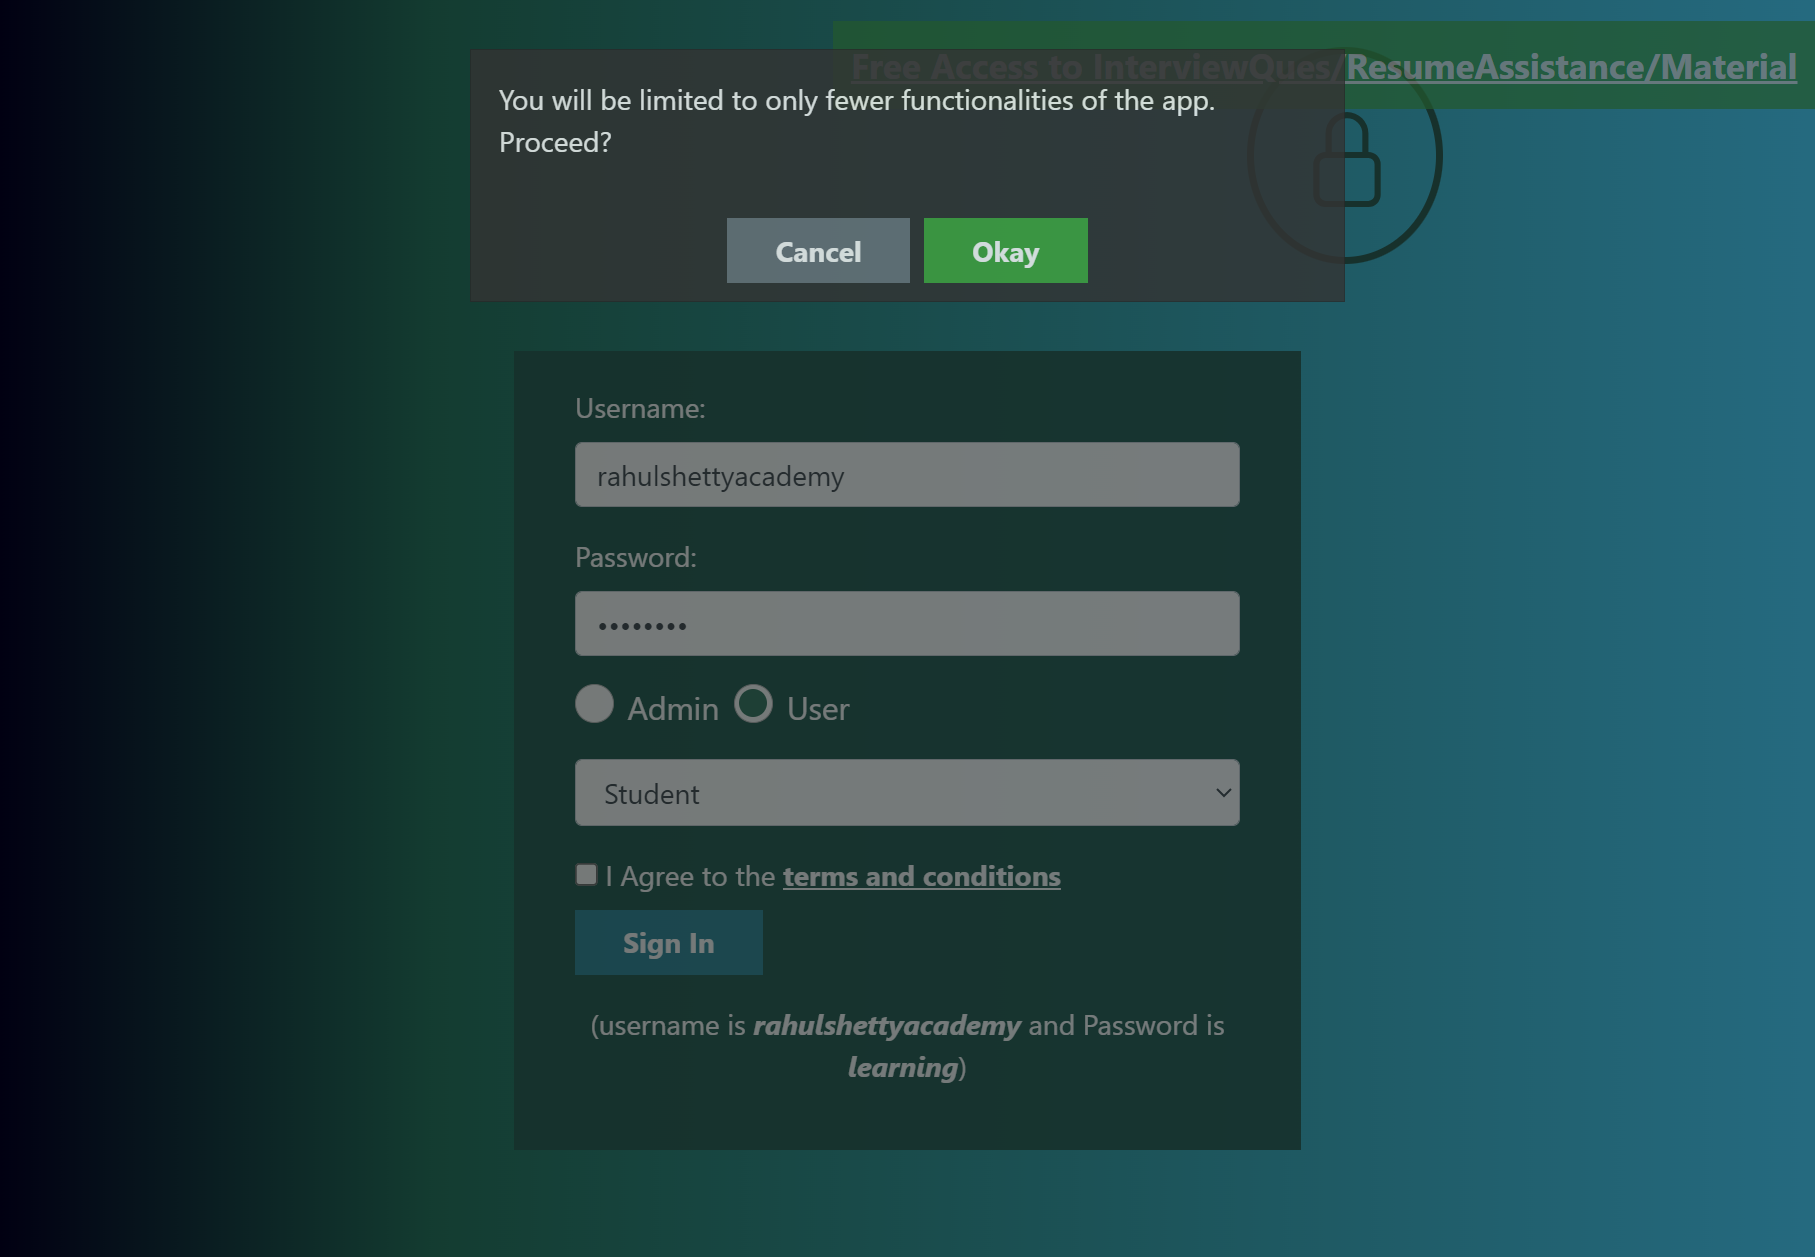 Free Access to InterviewQues/ResumeAssistance/Material
You will be limited to only fewer functionalities of the app.
Proceed?
Cancel
Okay
Username:
rahulshettyacademy
Password:
••••••••
Admin
User
Student
I Agree to the terms and conditions
Sign In
(username is rahulshettyacademy and Password is
learning)